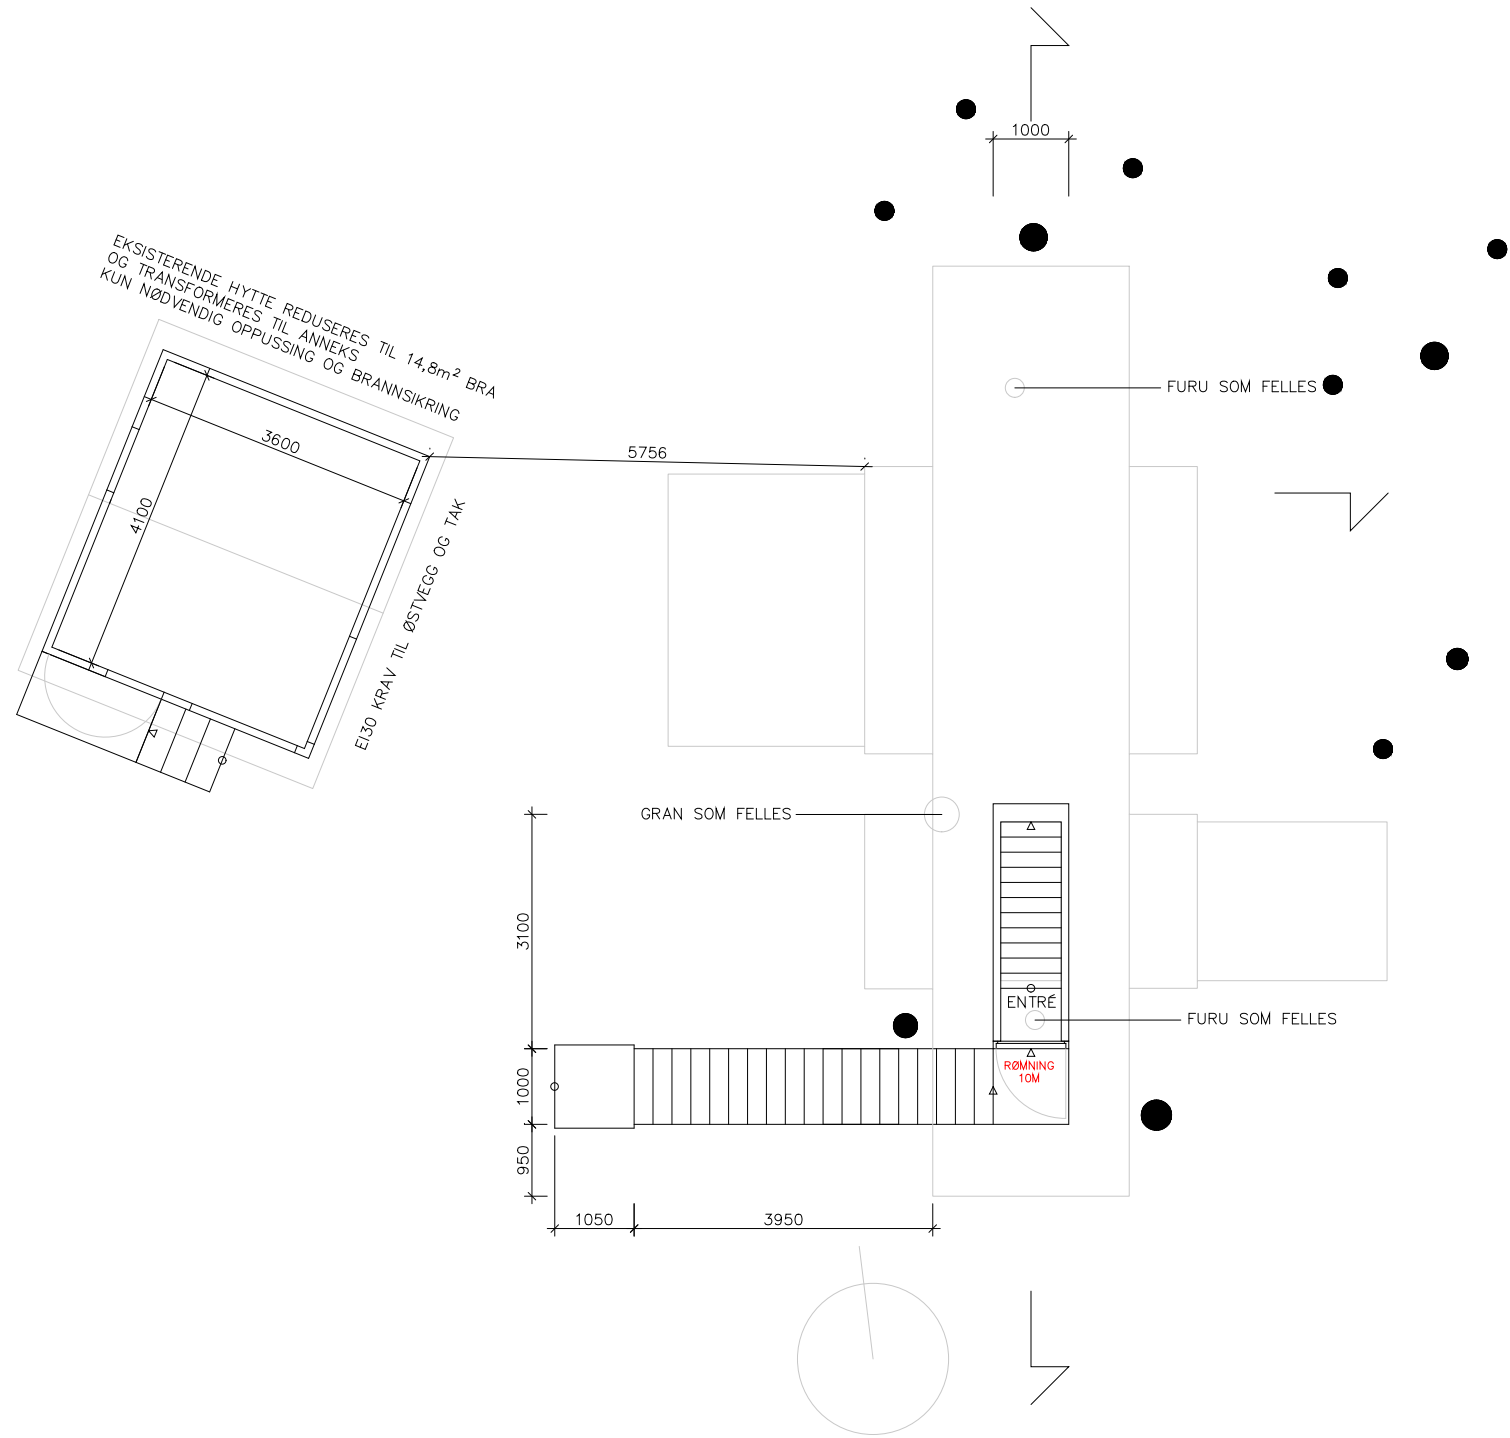 1000
EKSISTERENDE HYTTE REDUSERES TIL 14,8m² BRA
OG TRANSFORMERES TIL ANNEKS
KUN NØDVENDIG OPPUSSING OG BRANNSIKRING
FURU SOM FELLES
3600
5756
4100
EI30 KRAV TIL ØSTVEGG OG TAK
GRAN SOM FELLES
3100
ENTRÉ
FURU SOM FELLES
RØMNING
10M
1000
950
1050
3950